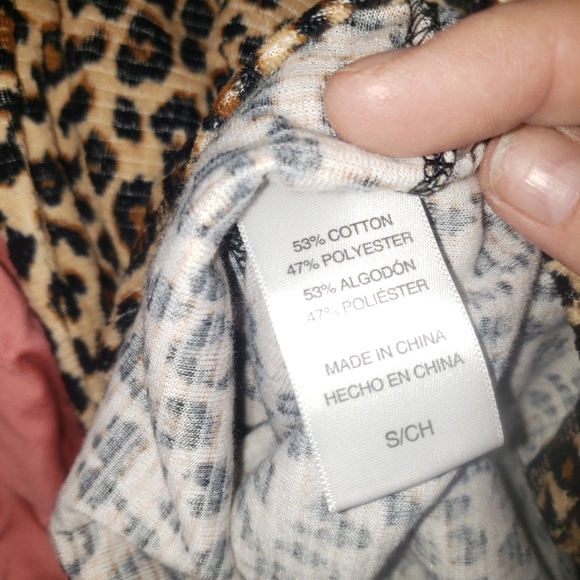 53% COTTON
47% POLYESTER
53% ALGODÓN
47% POLIÉSTER
MADE IN CHINA
HECHO EN CHINA
S/CH